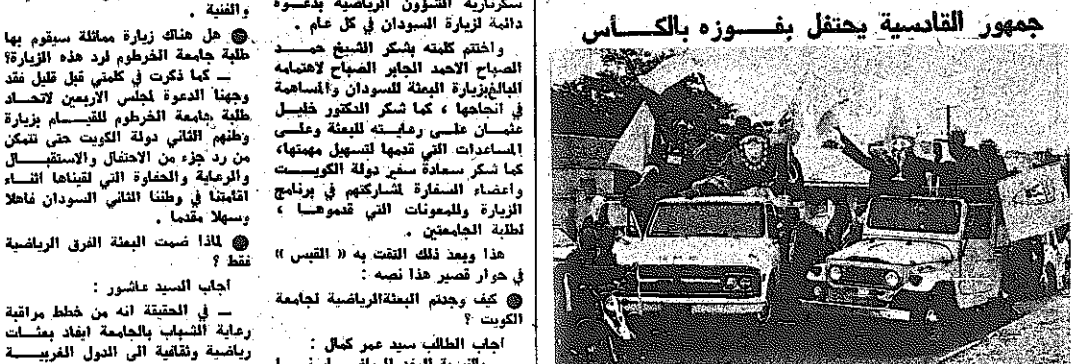 جمهور القادسية يحتفل بفوزه بالكأس
سكرتارية الشؤون الرياضية بدعوة
دائمة لزيارة السودان في كل عام .
واختتم كلمته بشكر الشيخ حمد
الصباح الاحمد الجابر الصباح لاهتمامه
البالغ بزيارة البعثة للسودان والمساهمة
في انجاحها ، كما شكر الدكتور خليل
عثمان على رعايته للبعثة وعلى
المساعدات التي قدمها لتسهيل مهمتها،
كما شكر سعادة سفير دولة الكويت
واعضاء السفارة لمشاركتهم في برنامج
الزيارة وللمعونات التي قدموها ،
لطلبة الجامعتين .
هذا وبعد ذلك التقت به « القبس »
في حوار قصير هذا نصه :
● كيف وجدتم البعثة الرياضية لجامعة
الكويت ؟
اجاب الطالب سيد عمر كمال :
والفنية .
● هل هناك زيارة مماثلة سيقوم بها
طلبة جامعة الخرطوم لرد هذه الزيارة؟
ــ كما ذكرت في كلمتي قبل قليل فقد
وجهنا الدعوة لمجلس الاربعين لاتحاد
طلبة جامعة الخرطوم للقيام بزيارة
وطنهم الثاني دولة الكويت حتى نتمكن
من رد جزء من الاحتفال والاستقبال
والرعاية والحفاوة التي لقيناها اثناء
اقامتنا في وطننا الثاني السودان فاهلا
وسهلا مقدما .
● لماذا ضمت البعثة الفرق الرياضية
فقط ؟
اجاب السيد عاشور :
ــ في الحقيقة انه من خطط مراقبة
رعاية الشباب بالجامعة ايفاد بعثات
رياضية وثقافية الى الدول الغربية